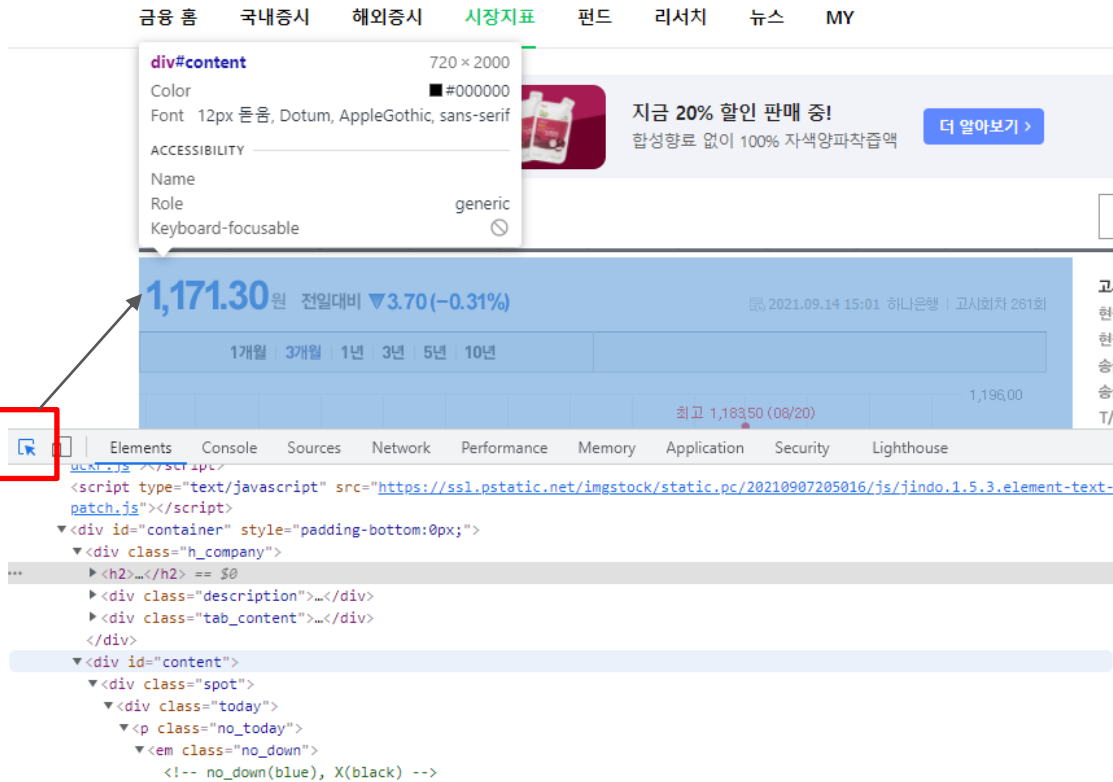 금융 홈 국내증시 해외증시 시장지표 펀드 리서치 뉴스 MY
div#content 720 × 2000
Color #000000
Font 12px 돋움, Dotum, AppleGothic, sans-serif
ACCESSIBILITY
Name
Role generic
Keyboard-focusable
지금 20% 할인 판매 중!
합성향료 없이 100% 자색양파착즙액
더 알아보기 >
1,171.30원 전일대비 ▼3.70 (−0.31%)
2021.09.14 15:01 하나은행 | 고시회차 261회
고
현
현
송
송
T/
1개월 3개월 1년 3년 5년 10년
1,196.00
최고 1,183.50 (08/20)
Elements Console Sources Network Performance Memory Application Security Lighthouse
uckr.js"></script>
<script type="text/javascript" src="https://ssl.pstatic.net/imgstock/static.pc/20210907205016/js/jindo.1.5.3.element-text-
patch.js"></script>
▼<div id="container" style="padding-bottom:0px;">
▼<div class="h_company">
… ▶<h2>…</h2> == $0
▶<div class="description">…</div>
▶<div class="tab_content">…</div>
</div>
▼<div id="content">
▼<div class="spot">
▼<div class="today">
▼<p class="no_today">
▼<em class="no_down">
<!-- no_down(blue), X(black) -->